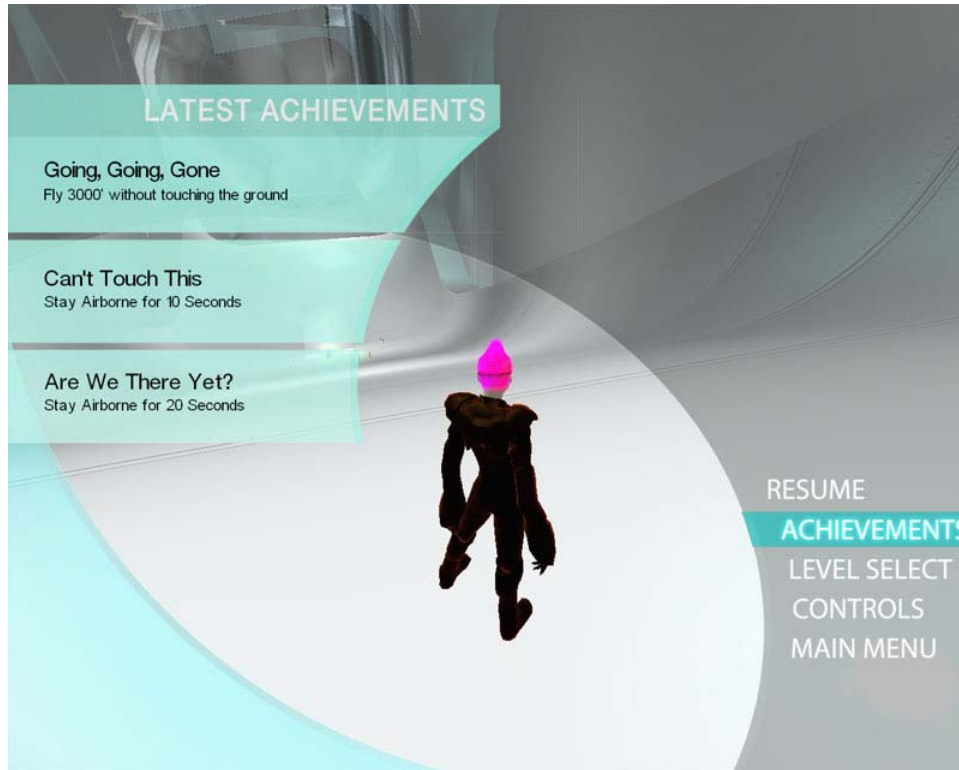 LATEST ACHIEVEMENTS
Going, Going, Gone
Fly 3000' without touching the ground
Can't Touch This
Stay Airborne for 10 Seconds
Are We There Yet?
Stay Airborne for 20 Seconds
RESUME
ACHIEVEMENTS
LEVEL SELECT
CONTROLS
MAIN MENU